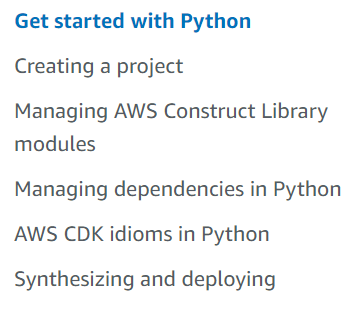 Get started with Python
Creating a project
Managing AWS Construct Library
modules
Managing dependencies in Python
AWS CDK idioms in Python
Synthesizing and deploying